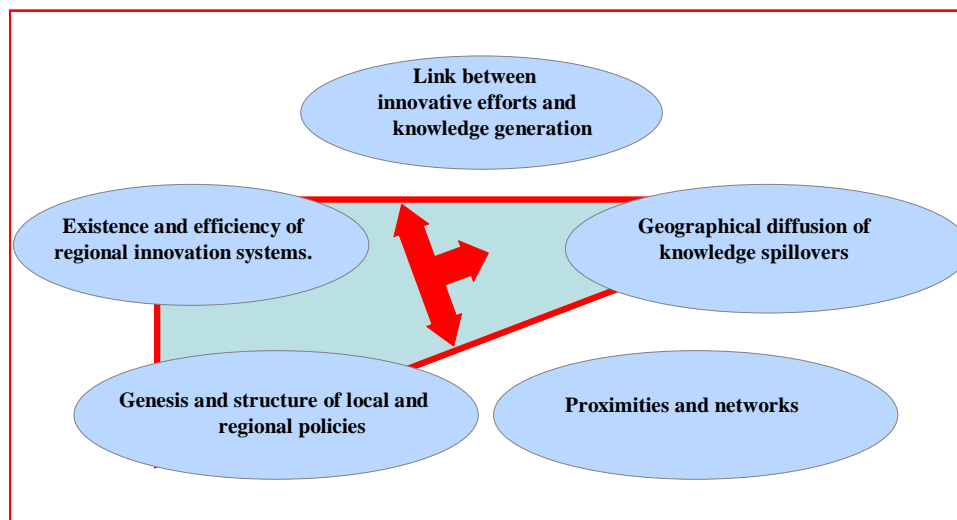 Link between
innovative efforts and
knowledge generation
Existence and efficiency of
regional innovation systems.
Geographical diffusion of
knowledge spillovers
Genesis and structure of local and
regional policies
Proximities and networks